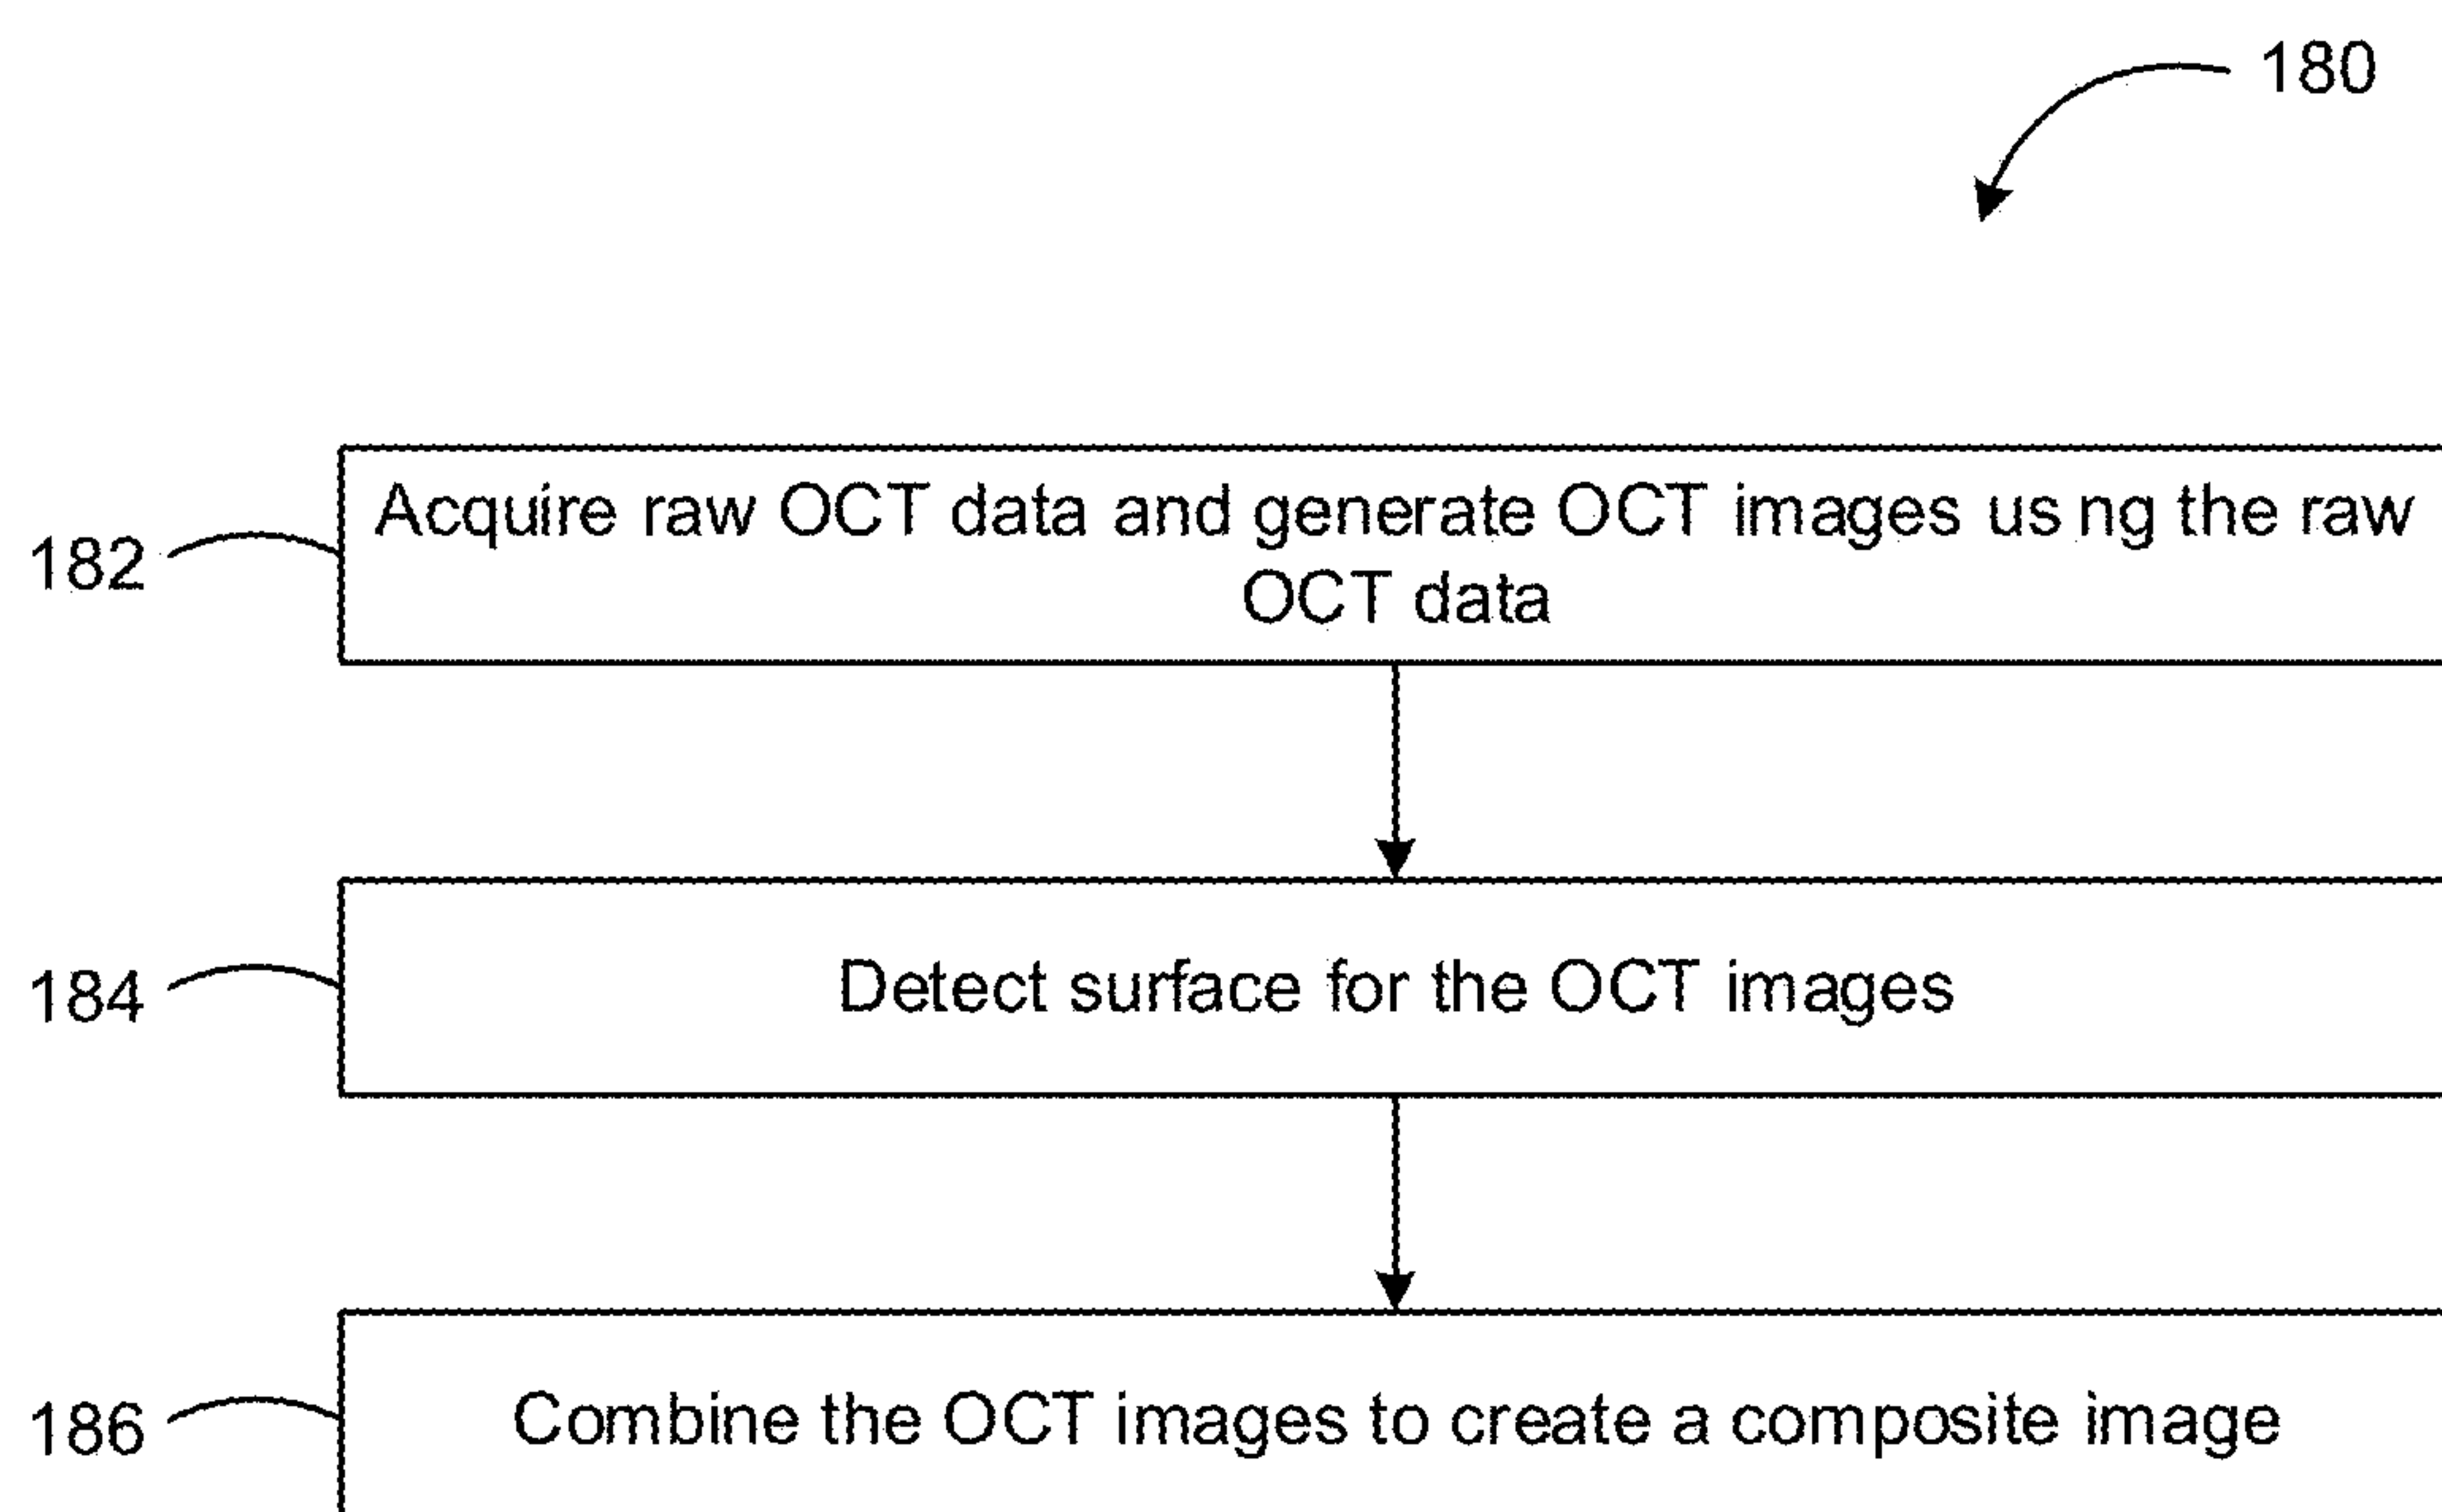 180
182
Acquire raw OCT data and generate OCT images us ng the raw
OCT data
184
Detect surface for the OCT images
186
Combine the OCT images to create a composite image